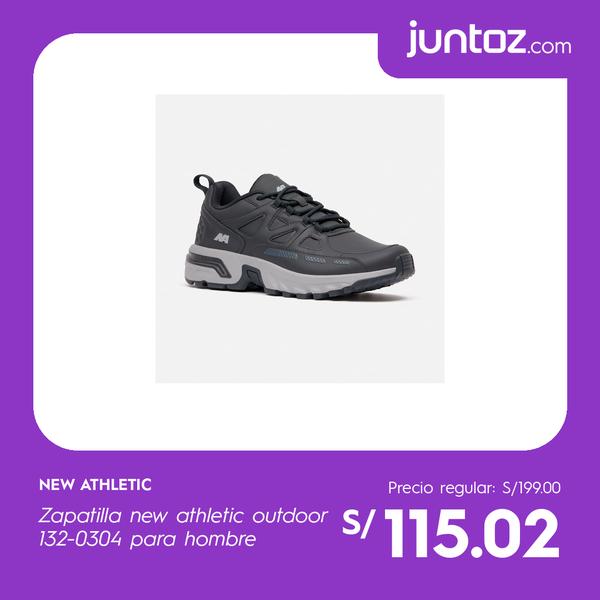 juntoz.com
NEW ATHLETIC
Zapatilla new athletic outdoor
132-0304 para hombre
Precio regular: S/199.00
S/115.02